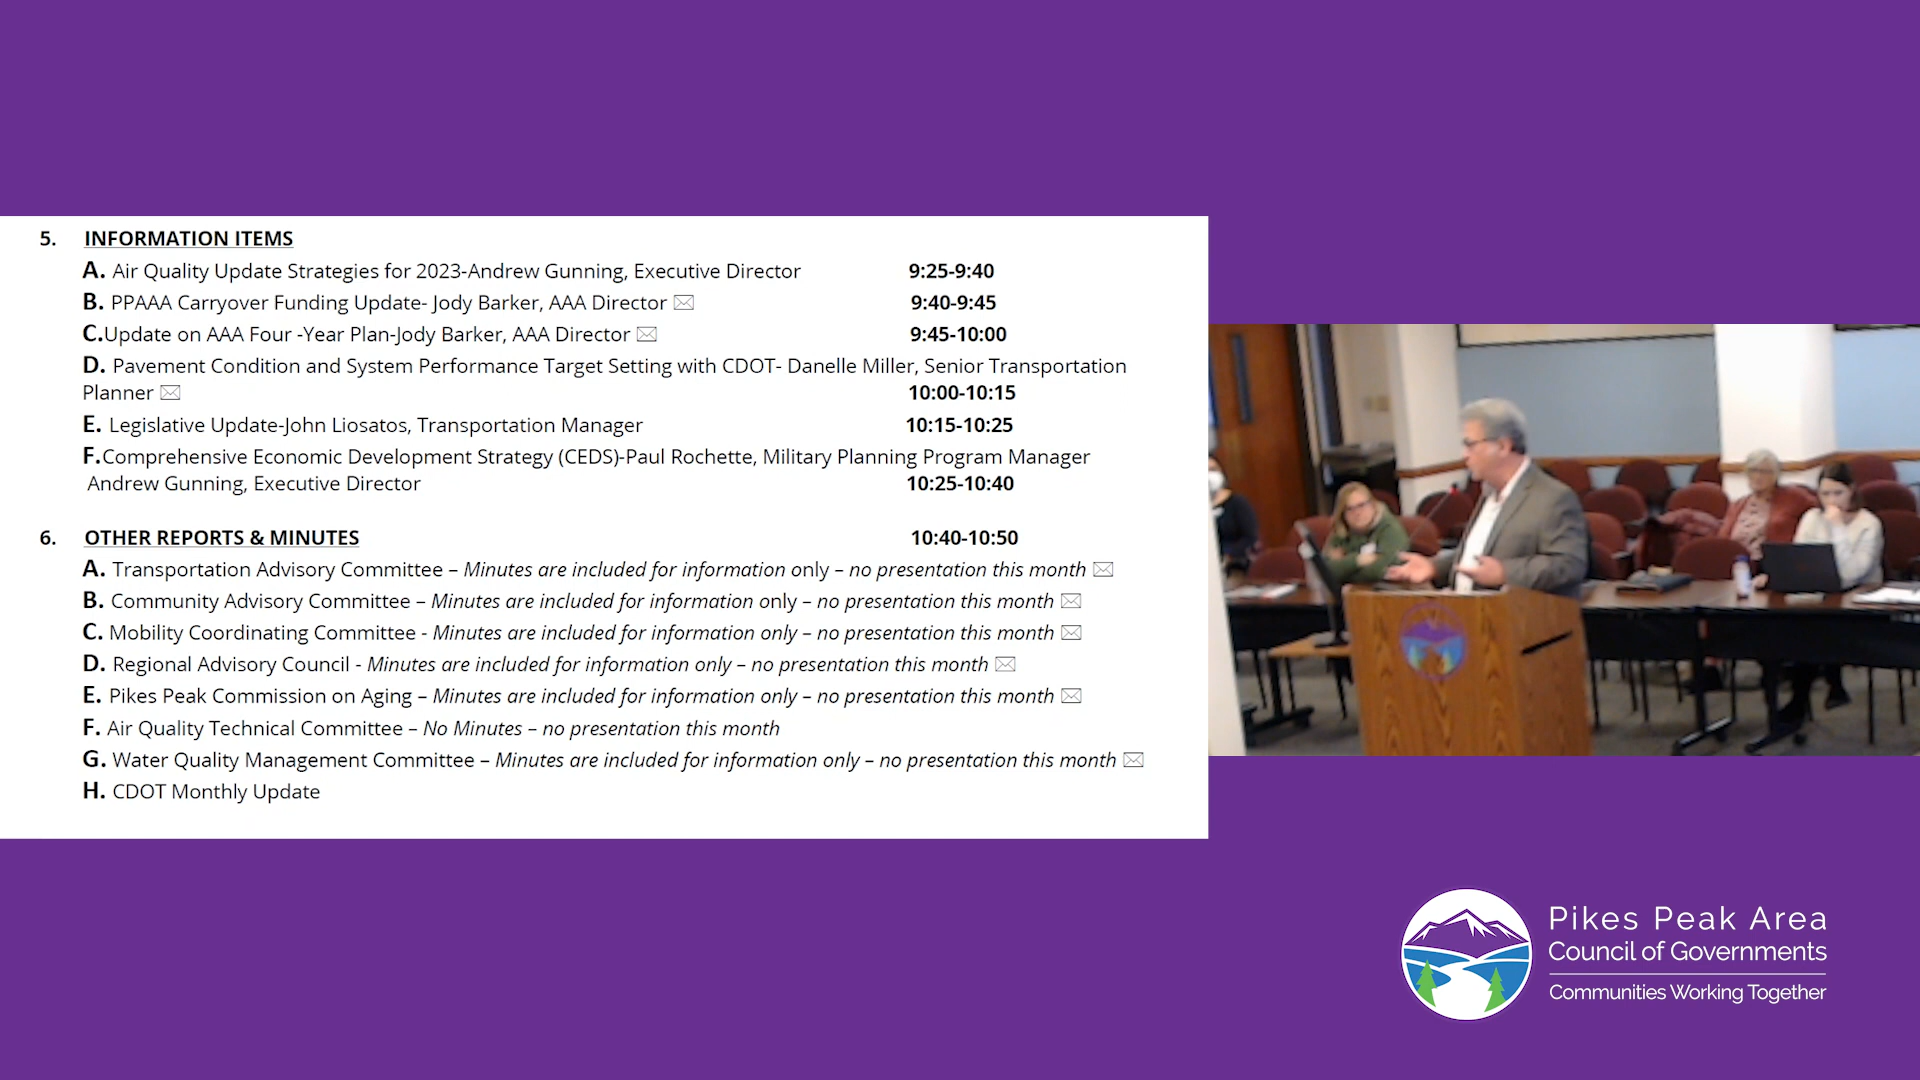 5. INFORMATION ITEMS
A. Air Quality Update Strategies for 2023-Andrew Gunning, Executive Director 9:25-9:40
B. PPAAA Carryover Funding Update- Jody Barker, AAA Director 9:40-9:45
C.Update on AAA Four -Year Plan-Jody Barker, AAA Director 9:45-10:00
D. Pavement Condition and System Performance Target Setting with CDOT- Danelle Miller, Senior Transportation
Planner 10:00-10:15
E. Legislative Update-John Liosatos, Transportation Manager 10:15-10:25
F.Comprehensive Economic Development Strategy (CEDS)-Paul Rochette, Military Planning Program Manager
Andrew Gunning, Executive Director 10:25-10:40
6. OTHER REPORTS & MINUTES 10:40-10:50
A. Transportation Advisory Committee – Minutes are included for information only – no presentation this month
B. Community Advisory Committee – Minutes are included for information only – no presentation this month
C. Mobility Coordinating Committee - Minutes are included for information only – no presentation this month
D. Regional Advisory Council - Minutes are included for information only – no presentation this month
E. Pikes Peak Commission on Aging – Minutes are included for information only – no presentation this month
F. Air Quality Technical Committee – No Minutes – no presentation this month
G. Water Quality Management Committee – Minutes are included for information only – no presentation this month
H. CDOT Monthly Update
Pikes Peak Area
Council of Governments
Communities Working Together